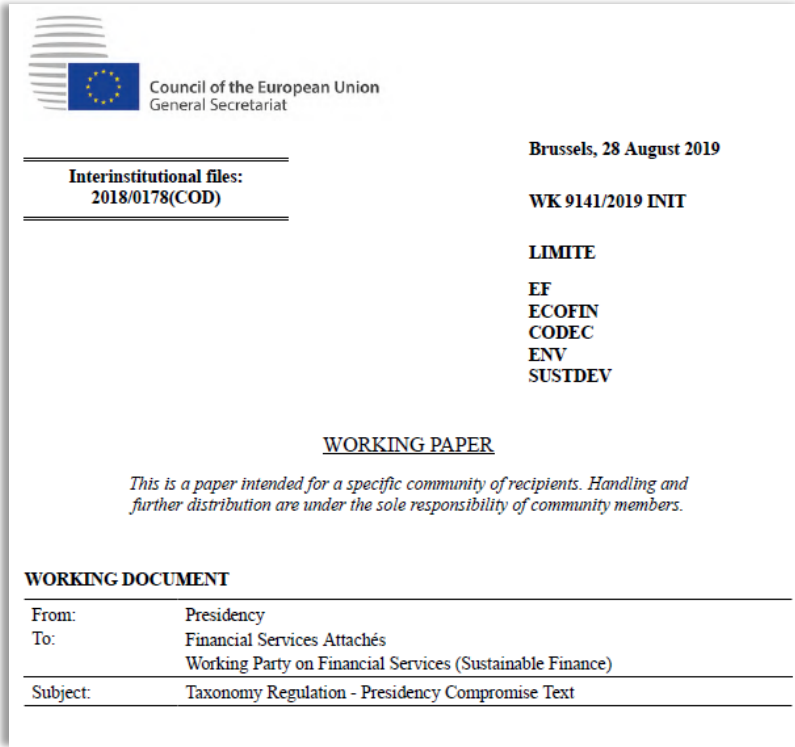 Council of the European Union
General Secretariat
Brussels, 28 August 2019
Interinstitutional files:
2018/0178(COD)
WK 9141/2019 INIT
LIMITE
EF
ECOFIN
CODEC
ENV
SUSTDEV
WORKING PAPER
This is a paper intended for a specific community of recipients. Handling and
further distribution are under the sole responsibility of community members.
WORKING DOCUMENT
From: Presidency
To: Financial Services Attachés
Working Party on Financial Services (Sustainable Finance)
Subject: Taxonomy Regulation - Presidency Compromise Text